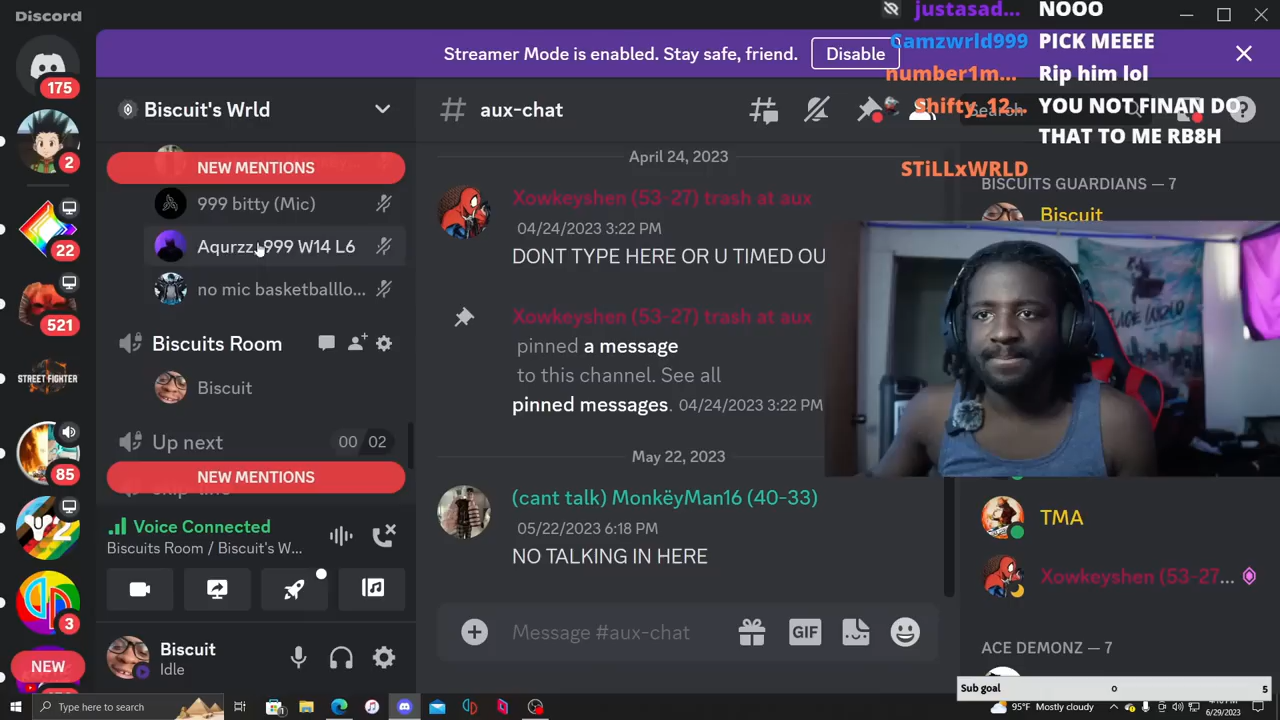 Discord
175
2
22
521
STREET FIGHTER
85
3
NEW
Streamer Mode is enabled. Stay safe, friend.
Disable
justasad...
NOOO
Camzwrld999
PICK MEEEE
number1m...
Rip him lol
Shifty_12...
YOU NOT FINAN DO
THAT TO ME RB8H
STiLLxWRLD
Biscuit's Wrld
NEW MENTIONS
999 bitty (Mic)
Aqurzz 999 W14 L6
no mic basketballlo...
Biscuits Room
Biscuit
Up next
00
02
NEW MENTIONS
Voice Connected
Biscuits Room / Biscuit's W...
Biscuit
Idle
aux-chat
Search
April 24, 2023
Xowkeyshen (53-27) trash at aux
04/24/2023 3:22 PM
DONT TYPE HERE OR U TIMED OU
Xowkeyshen (53-27) trash at aux
pinned a message
to this channel. See all
pinned messages. 04/24/2023 3:22 PM
May 22, 2023
(cant talk) MonkëyMan16 (40-33)
05/22/2023 6:18 PM
NO TALKING IN HERE
Message #aux-chat
GIF
BISCUITS GUARDIANS — 7
Biscuit
TMA
Xowkeyshen (53-27...
ACE DEMONZ — 7
Sub goal
0
5
Type here to search
95°F Mostly cloudy
6/29/2023